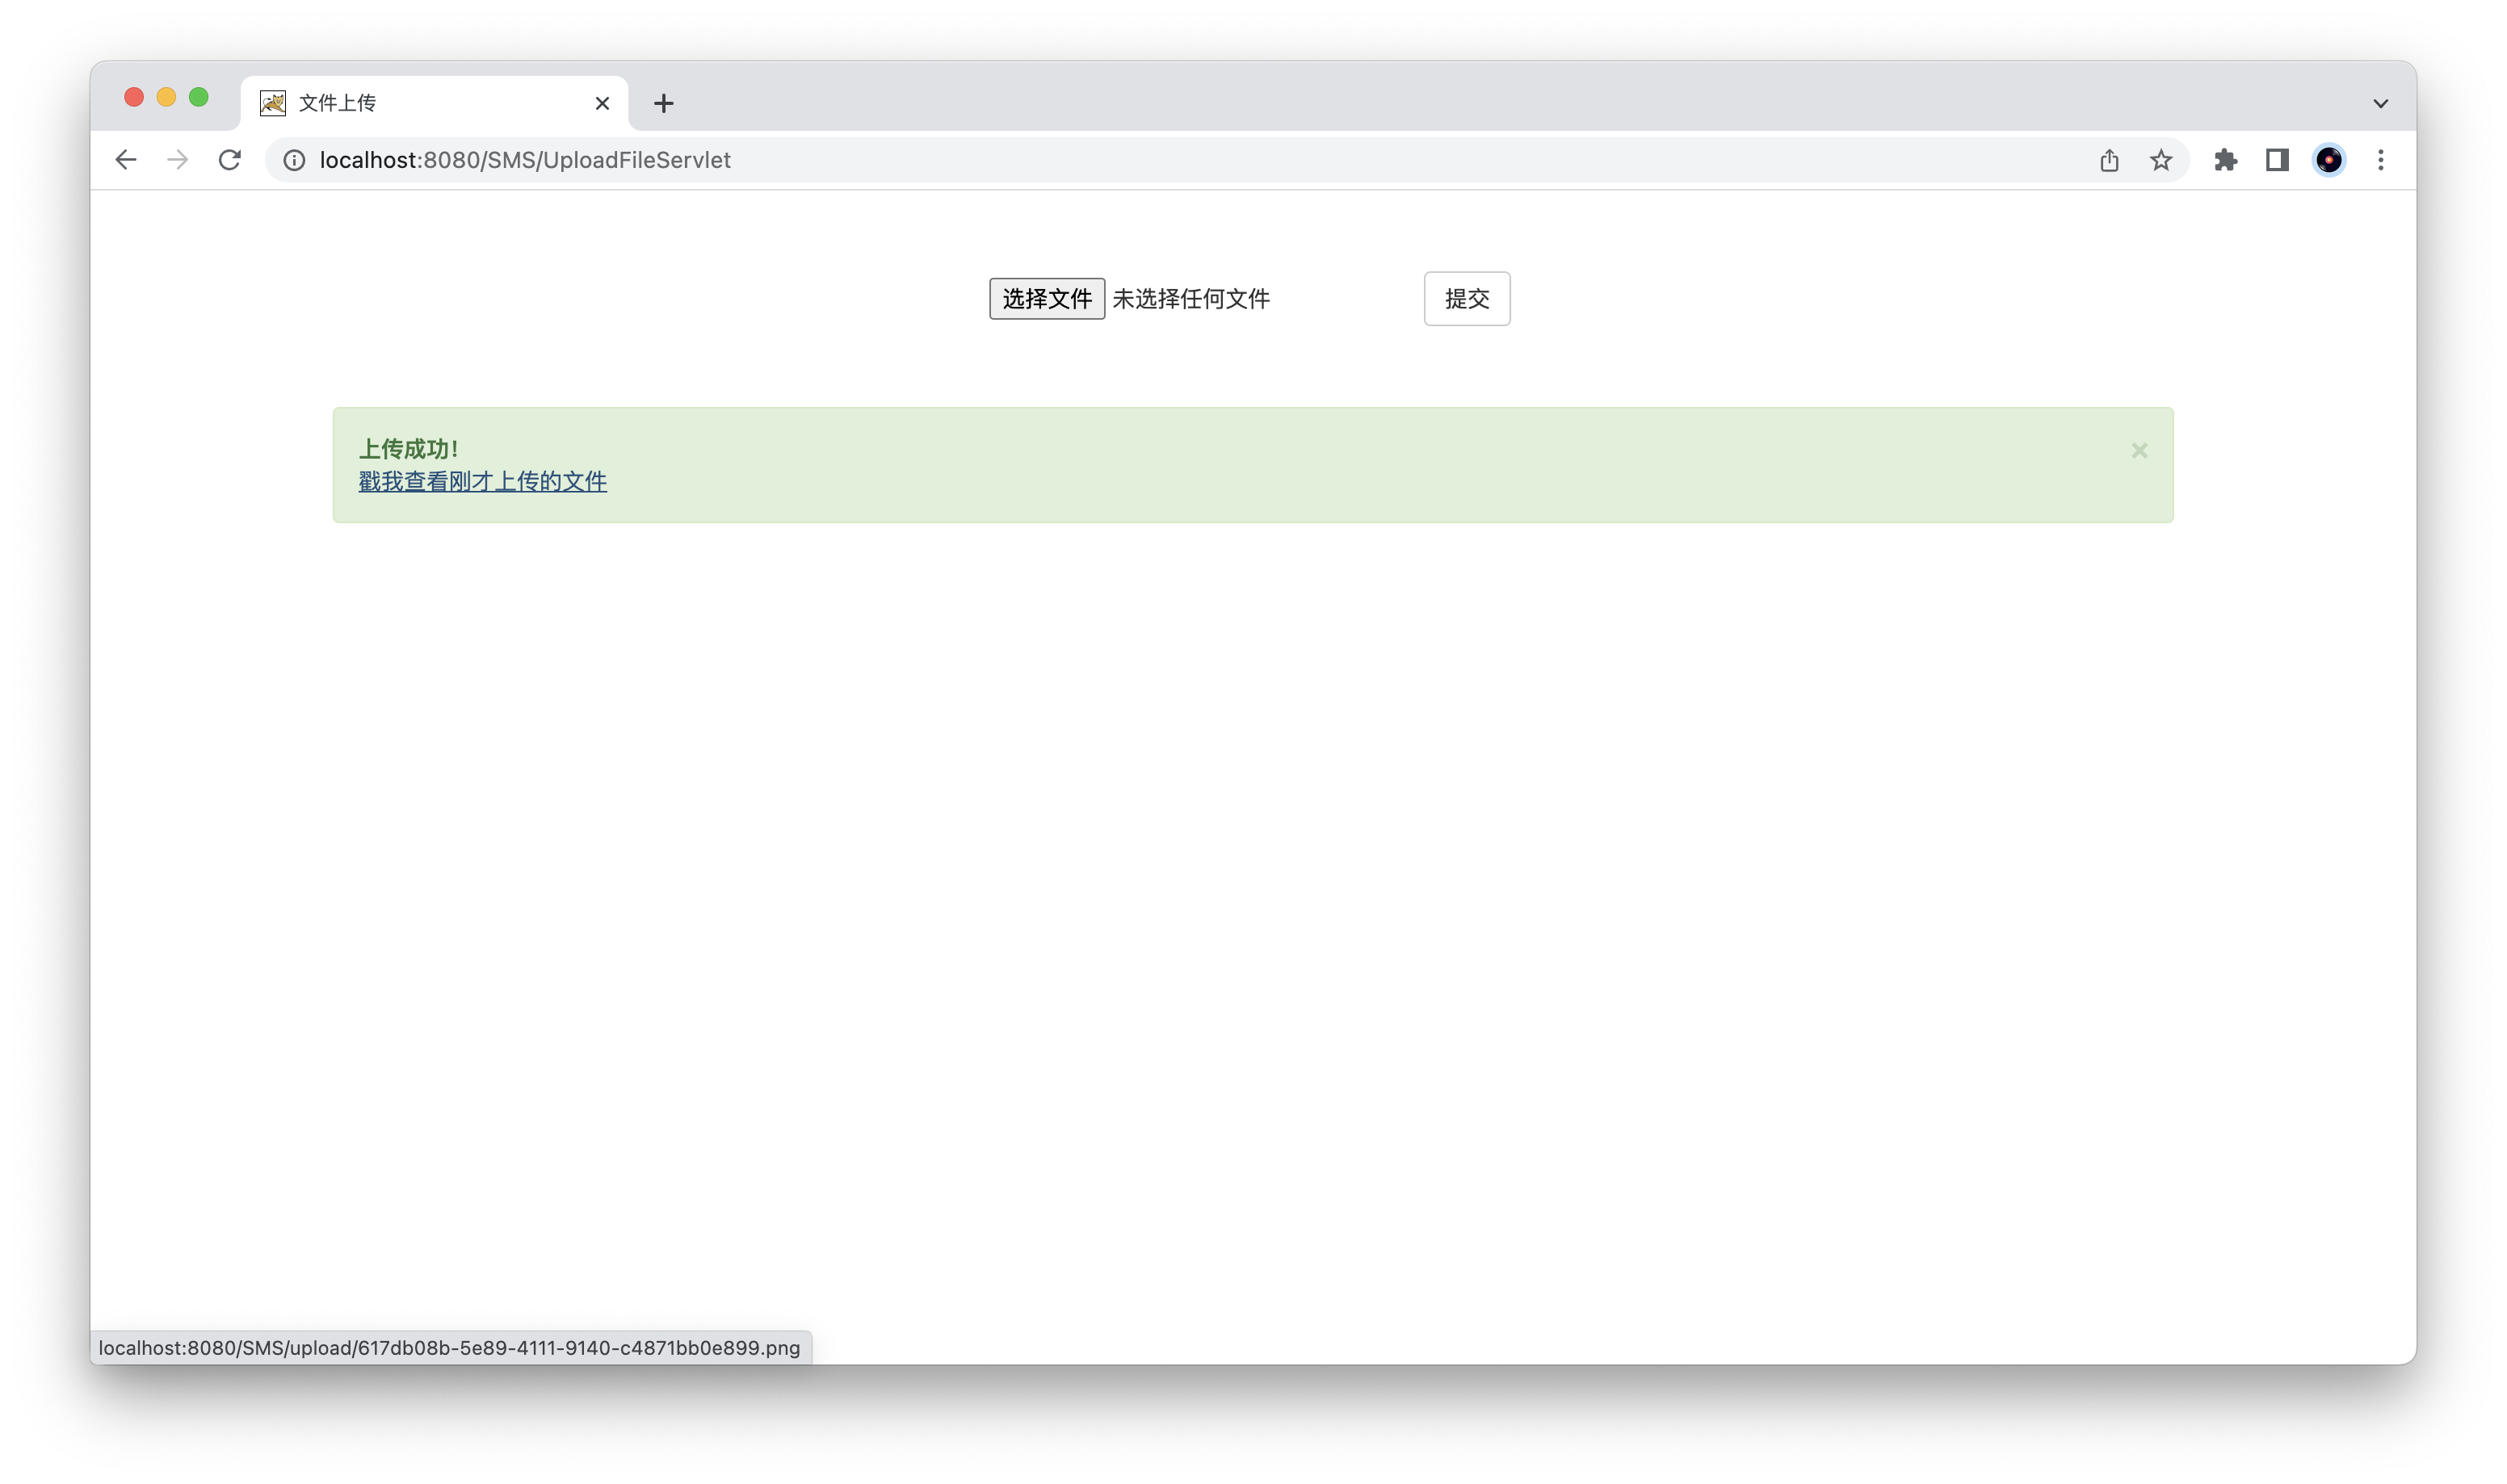 文件上传
localhost:8080/SMS/UploadFileServlet
选择文件 未选择任何文件 提交
上传成功！
戳我查看刚才上传的文件
localhost:8080/SMS/upload/617db08b-5e89-4111-9140-c4871bb0e899.png